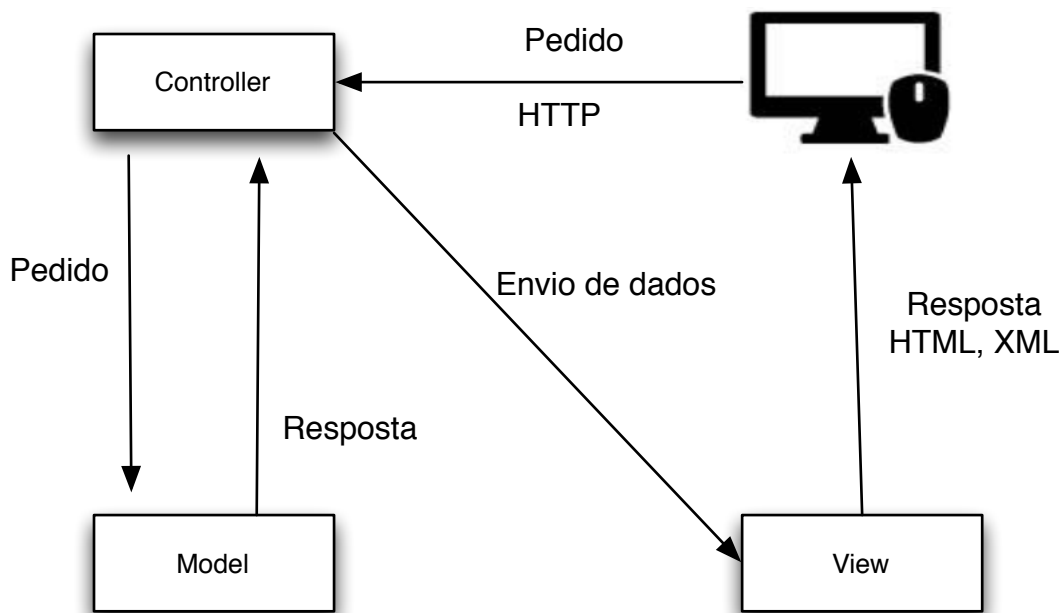 Pedido
Controller
HTTP
Pedido
Envio de dados
Resposta
HTML, XML
Resposta
Model
View